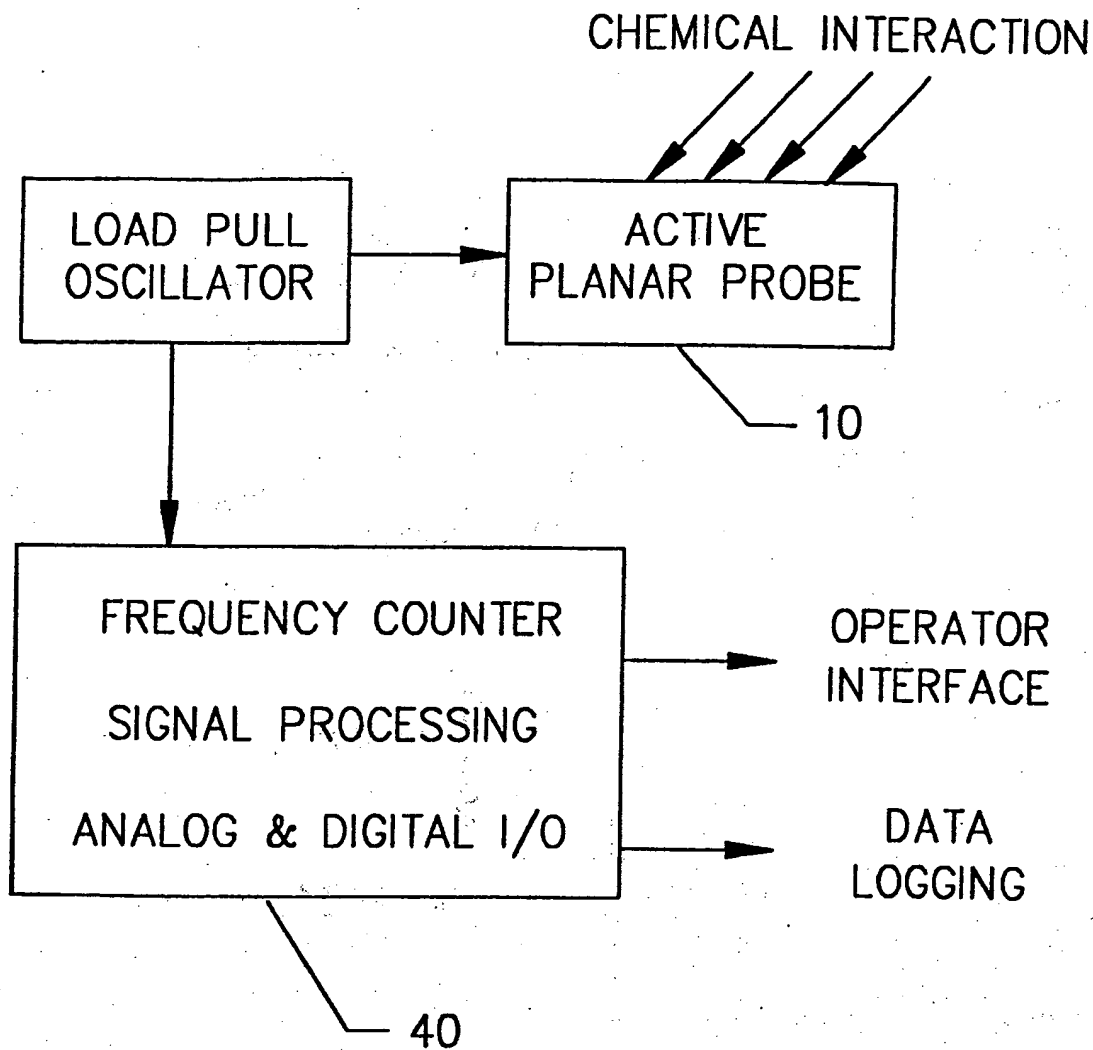 CHEMICAL INTERACTION
LOAD PULL
OSCILLATOR
ACTIVE
PLANAR PROBE
10
FREQUENCY COUNTER
SIGNAL PROCESSING
ANALOG & DIGITAL I/O
OPERATOR
INTERFACE
DATA
LOGGING
40